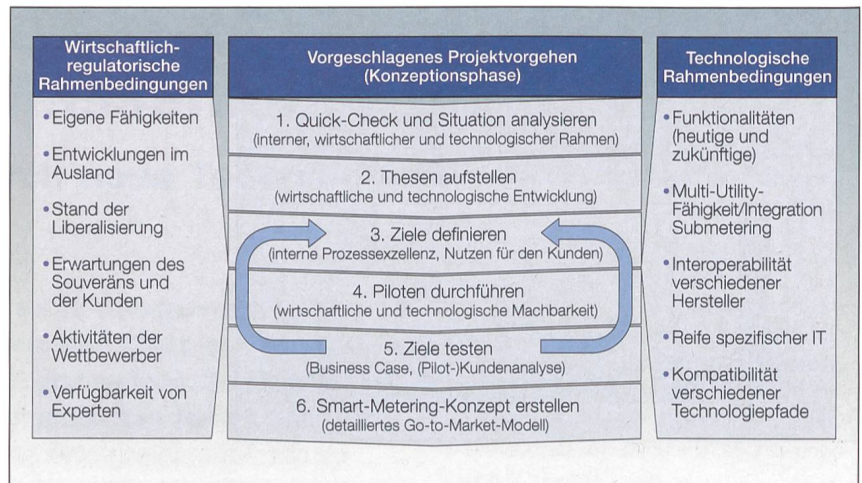 Wirtschaftlich-
regulatorische
Rahmenbedingungen
• Eigene Fähigkeiten
• Entwicklungen im
Ausland
• Stand der
Liberalisierung
• Erwartungen des
Souveräns und
der Kunden
• Aktivitäten der
Wettbewerber
• Verfügbarkeit von
Experten
Vorgeschlagenes Projektvorgehen
(Konzeptionsphase)
1. Quick-Check und Situation analysieren
(interner, wirtschaftlicher und technologischer Rahmen)
2. Thesen aufstellen
(wirtschaftliche und technologische Entwicklung)
3. Ziele definieren
(interne Prozessexzellenz, Nutzen für den Kunden)
4. Piloten durchführen
(wirtschaftliche und technologische Machbarkeit)
5. Ziele testen
(Business Case, (Pilot-)Kundenanalyse)
6. Smart-Metering-Konzept erstellen
(detailliertes Go-to-Market-Modell)
Technologische
Rahmenbedingungen
• Funktionalitäten
(heutige und
zukünftige)
• Multi-Utility-
Fähigkeit/Integration
Submetering
• Interoperabilität
verschiedener
Hersteller
• Reife spezifischer IT
• Kompatibilität
verschiedener
Technologiepfade